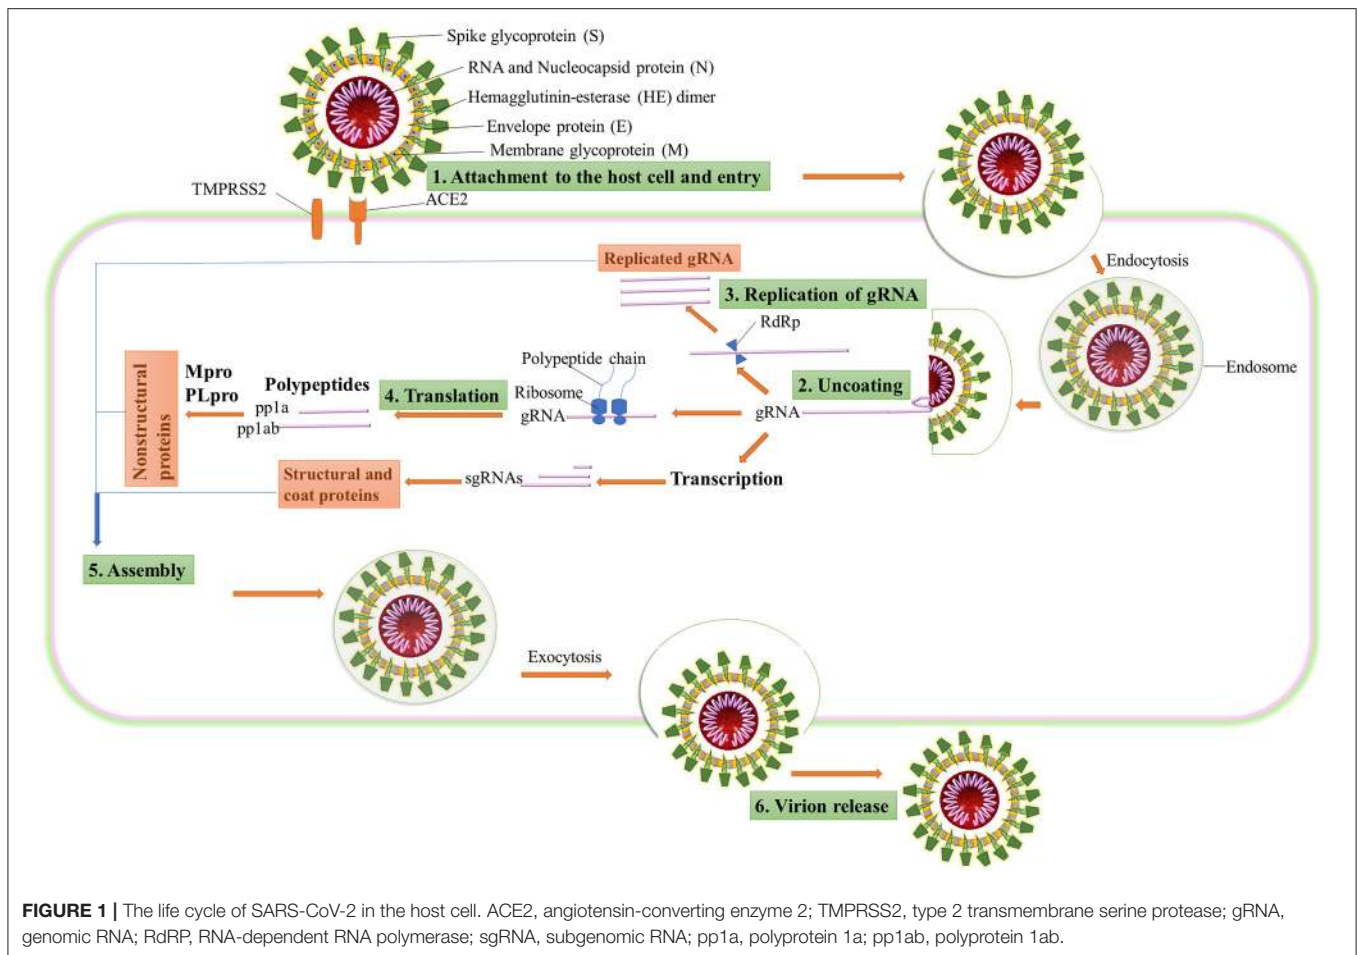 Spike glycoprotein (S)
RNA and Nucleocapsid protein (N)
Hemagglutinin-esterase (HE) dimer
Envelope protein (E)
Membrane glycoprotein (M)
1. Attachment to the host cell and entry
TMPRSS2
ACE2
Endocytosis
Replicated gRNA
3. Replication of gRNA
RdRp
Endosome
Polypeptide chain
2. Uncoating
Mpro
PLpro
Polypeptides
4. Translation
Ribosome
pp1a
gRNA
gRNA
pp1ab
Nonstructural
proteins
Structural and
coat proteins
sgRNAs
Transcription
5. Assembly
Exocytosis
6. Virion release
FIGURE 1 | The life cycle of SARS-CoV-2 in the host cell. ACE2, angiotensin-converting enzyme 2; TMPRSS2, type 2 transmembrane serine protease; gRNA,
genomic RNA; RdRP, RNA-dependent RNA polymerase; sgRNA, subgenomic RNA; pp1a, polyprotein 1a; pp1ab, polyprotein 1ab.